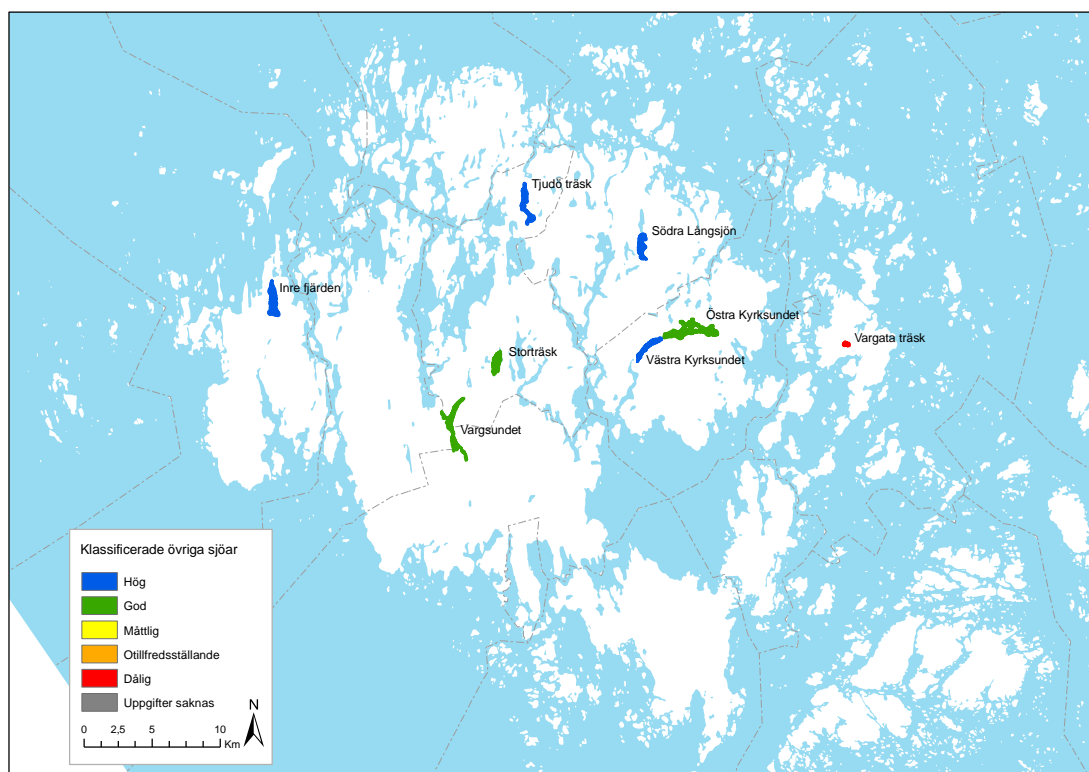 Tjudö träsk
Södra Långsjön
Inre fjärden
Östra Kyrksundet
Vargata träsk
Storträsk
Västra Kyrksundet
Vargsundet
Klassificerade övriga sjöar
Hög
God
Måttlig
Otillfredsställande
Dålig
Uppgifter saknas
N
0 2,5 5 10
Km